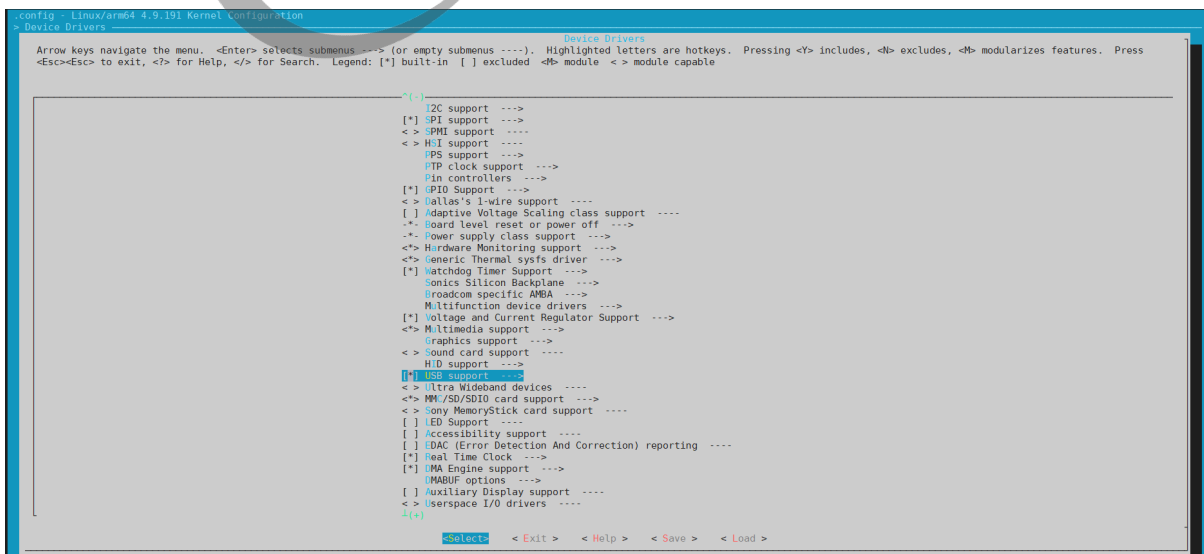 .config - Linux/arm64 4.9.191 Kernel Configuration
> Device Drivers
Device Drivers
Arrow keys navigate the menu. <Enter> selects submenus ---> (or empty submenus ----). Highlighted letters are hotkeys. Pressing <Y> includes, <N> excludes, <M> modularizes features. Press
<Esc><Esc> to exit, <?> for Help, </> for Search. Legend: [*] built-in [ ] excluded <M> module < > module capable
^(-)
I2C support --->
[*] SPI support --->
< > SPMI support ----
< > HSI support ----
PPS support --->
PTP clock support --->
Pin controllers --->
[*] GPIO Support --->
< > Dallas's 1-wire support ----
[ ] Adaptive Voltage Scaling class support ----
-*- Board level reset or power off --->
-*- Power supply class support --->
<*> Hardware Monitoring support --->
<*> Generic Thermal sysfs driver --->
[*] Watchdog Timer Support --->
Sonics Silicon Backplane --->
Broadcom specific AMBA --->
Multifunction device drivers --->
[*] Voltage and Current Regulator Support --->
<*> Multimedia support --->
Graphics support --->
< > Sound card support ----
HID support --->
[*] USB support --->
< > Ultra Wideband devices ----
<*> MMC/SD/SDIO card support --->
< > Sony MemoryStick card support ----
[ ] LED Support ----
[ ] Accessibility support ----
[ ] EDAC (Error Detection And Correction) reporting ----
[*] Real Time Clock --->
[*] DMA Engine support --->
DMABUF options --->
[ ] Auxiliary Display support ----
< > Userspace I/O drivers ----
┴(+)
<Select> < Exit > < Help > < Save > < Load >